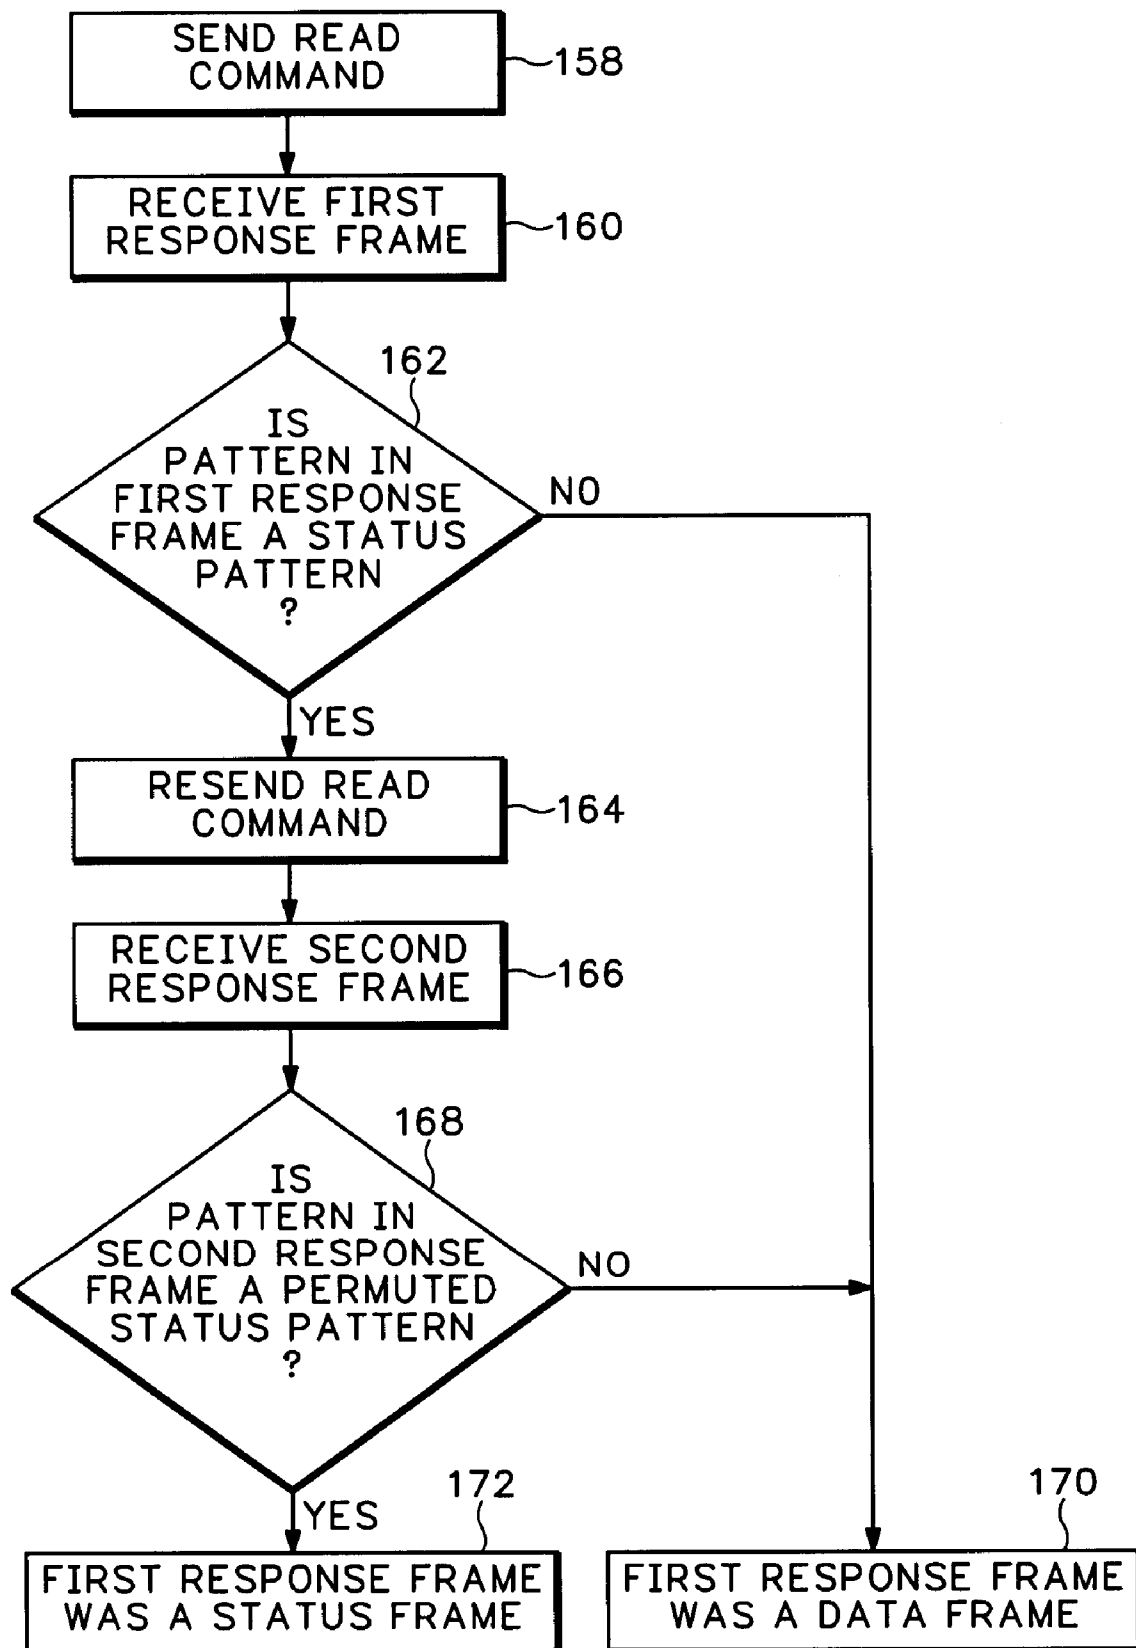 SEND READ
COMMAND
158
RECEIVE FIRST
RESPONSE FRAME
160
162
IS
PATTERN IN
FIRST RESPONSE
FRAME A STATUS
PATTERN
?
NO
YES
RESEND READ
COMMAND
164
RECEIVE SECOND
RESPONSE FRAME
166
168
IS
PATTERN IN
SECOND RESPONSE
FRAME A PERMUTED
STATUS PATTERN
?
NO
YES
172
FIRST RESPONSE FRAME
WAS A STATUS FRAME
170
FIRST RESPONSE FRAME
WAS A DATA FRAME